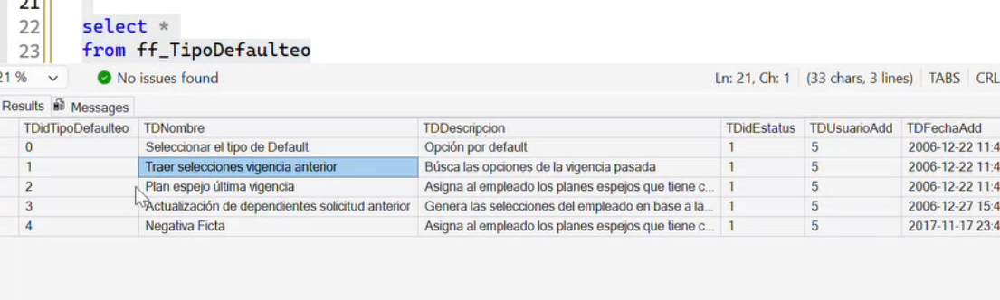 21
22 select *
23 from ff_TipoDefaulteo
21 % No issues found Ln: 21, Ch: 1 (33 chars, 3 lines) TABS CRL
Results Messages
TDidTipoDefaulteo TDNombre TDDescripcion TDidEstatus TDUsuarioAdd TDFechaAdd
0 Seleccionar el tipo de Default Opción por default 1 5 2006-12-22 11:4
1 Traer selecciones vigencia anterior Búsca las opciones de la vigencia pasada 1 5 2006-12-22 11:4
2 Plan espejo última vigencia Asigna al empleado los planes espejos que tiene c... 1 5 2006-12-22 11:4
3 Actualización de dependientes solicitud anterior Genera las selecciones del empleado en base a la... 1 5 2006-12-27 15:4
4 Negativa Ficta Asigna al empleado los planes espejos que tiene c... 1 5 2017-11-17 23:4